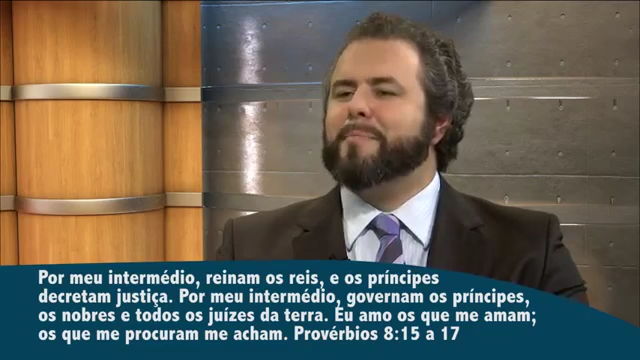 Por meu intermédio, reinam os reis, e os príncipes
decretam justiça. Por meu intermédio, governam os príncipes,
os nobres e todos os juízes da terra. Eu amo os que me amam;
os que me procuram me acham. Provérbios 8:15 a 17